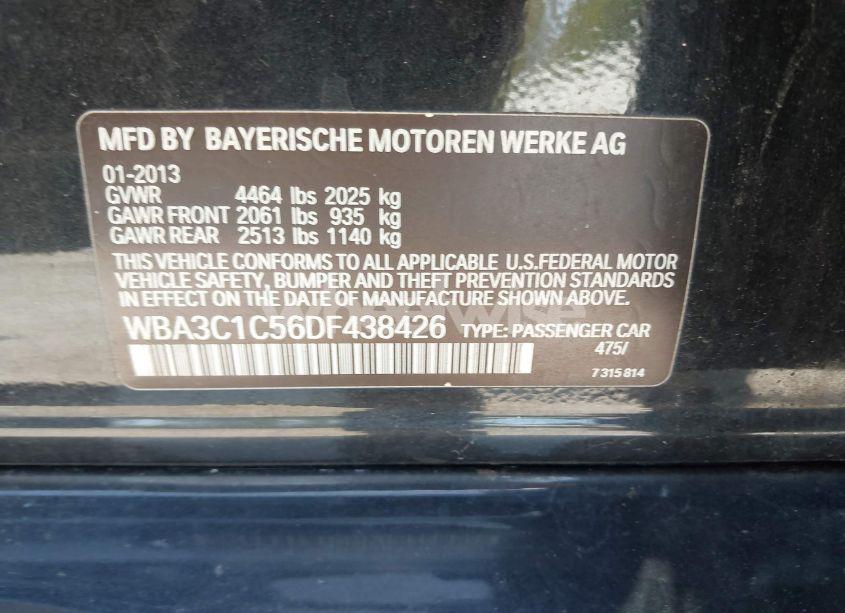 MFD BY BAYERISCHE MOTOREN WERKE AG
01-2013
GVWR 4464 lbs 2025 kg
GAWR FRONT 2061 lbs 935 kg
GAWR REAR 2513 lbs 1140 kg
THIS VEHICLE CONFORMS TO ALL APPLICABLE U.S.FEDERAL MOTOR
VEHICLE SAFETY, BUMPER AND THEFT PREVENTION STANDARDS
IN EFFECT ON THE DATE OF MANUFACTURE SHOWN ABOVE.
WBA3C1C56DF438426 TYPE: PASSENGER CAR
475/
7 315 814